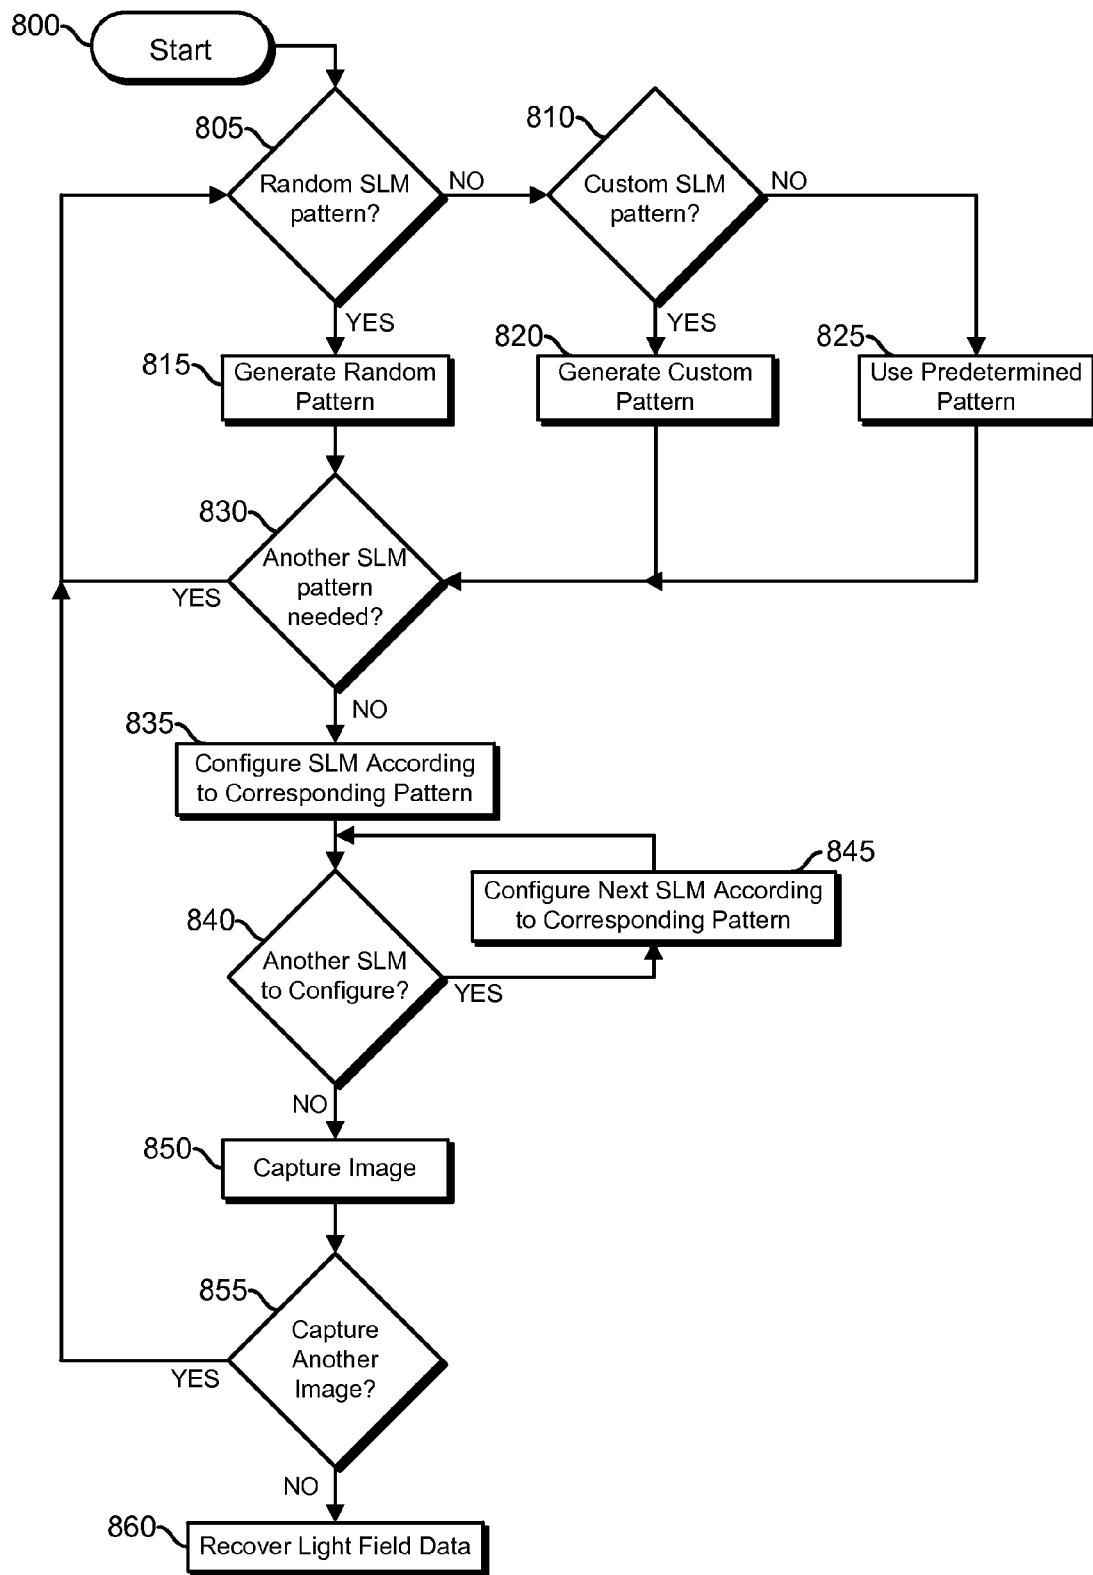 800
Start
805
Random SLM
pattern?
NO
810
Custom SLM
pattern?
NO
YES
YES
815
Generate Random
Pattern
820
Generate Custom
Pattern
825
Use Predetermined
Pattern
830
Another SLM
pattern
needed?
YES
NO
835
Configure SLM According
to Corresponding Pattern
845
Configure Next SLM According
to Corresponding Pattern
840
Another SLM
to Configure?
YES
NO
850
Capture Image
855
Capture
Another
Image?
YES
NO
860
Recover Light Field Data